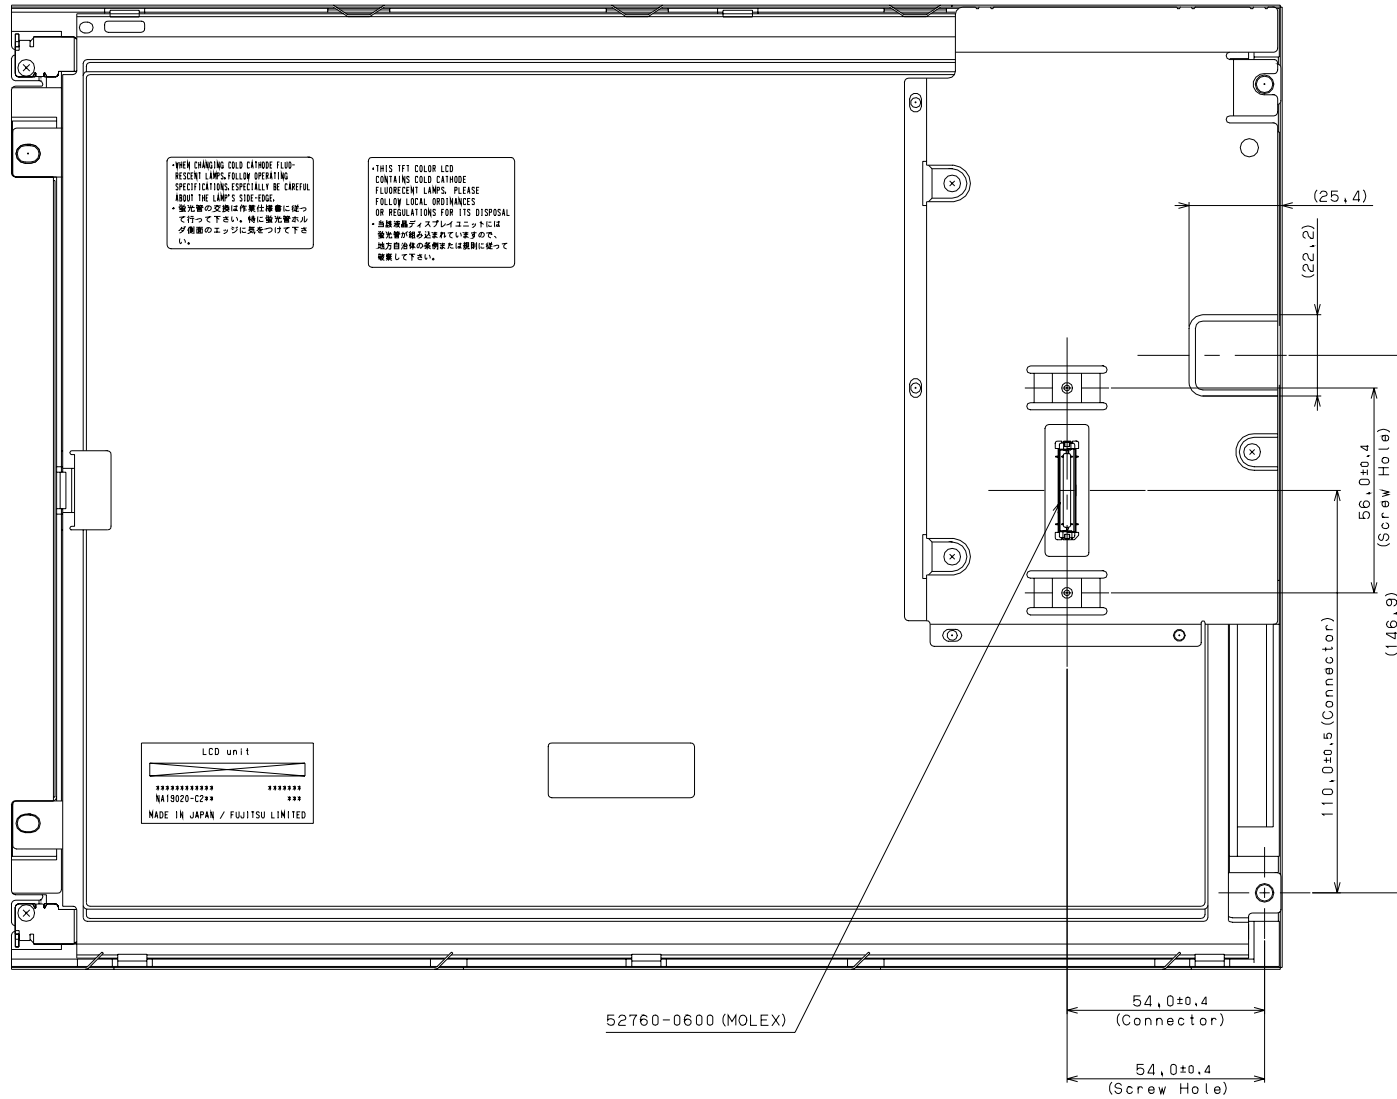 ・WHEN CHANGING COLD CATHODE FLUO-
RESCENT LAMPS,FOLLOW OPERATING
SPECIFICATIONS.ESPECIALLY BE CAREFUL
ABOUT THE LAMP'S SIDE-EDGE.
・蛍光管の交換は作業仕様書に従っ
て行って下さい。特に蛍光管ホル
ダ側面のエッジに気をつけて下さ
い。
・THIS TFT COLOR LCD
CONTAINS COLD CATHODE
FLUORECENT LAMPS. PLEASE
FOLLOW LOCAL ORDINANCES
OR REGULATIONS FOR ITS DISPOSAL
・当該液晶ディスプレイユニットには
蛍光管が組み込まれていますので、
地方自治体の条例または規則に従って
破棄して下さい。
(25,4)
(22,2)
56,0±0,4
(Screw Hole)
110,0±0,5 (Connector)
(146,9)
LCD unit
*********** *******
NA19020-C2** ***
MADE IN JAPAN / FUJITSU LIMITED
52760-0600 (MOLEX)
54,0±0,4
(Connector)
54,0±0,4
(Screw Hole)